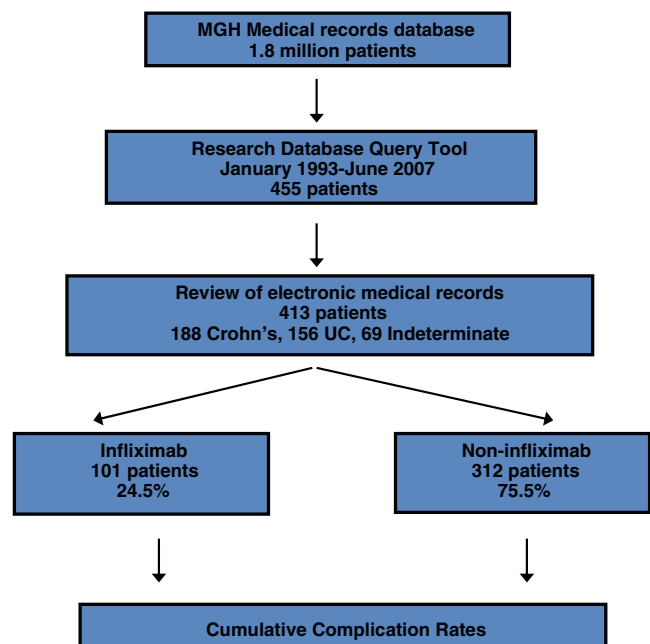 MGH Medical records database
1.8 million patients
Research Database Query Tool
January 1993-June 2007
455 patients
Review of electronic medical records
413 patients
188 Crohn's, 156 UC, 69 Indeterminate
Infliximab
101 patients
24.5%
Non-infliximab
312 patients
75.5%
Cumulative Complication Rates